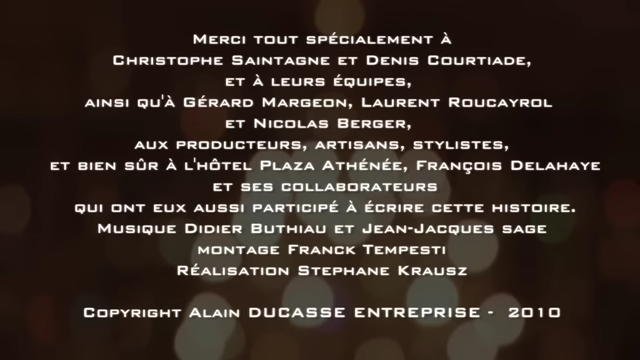 Merci tout spécialement à
Christophe Saintagne et Denis Courtiade,
et à leurs équipes,
ainsi qu'à Gérard Margeon, Laurent Roucayrol
et Nicolas Berger,
aux producteurs, artisans, stylistes,
et bien sûr à l'hôtel Plaza Athénée, François Delahaye
et ses collaborateurs
qui ont eux aussi participé à écrire cette histoire.
Musique Didier Buthiau et Jean-Jacques sage
montage Franck Tempesti
Réalisation Stephane Krausz
Copyright Alain DUCASSE ENTREPRISE - 2010